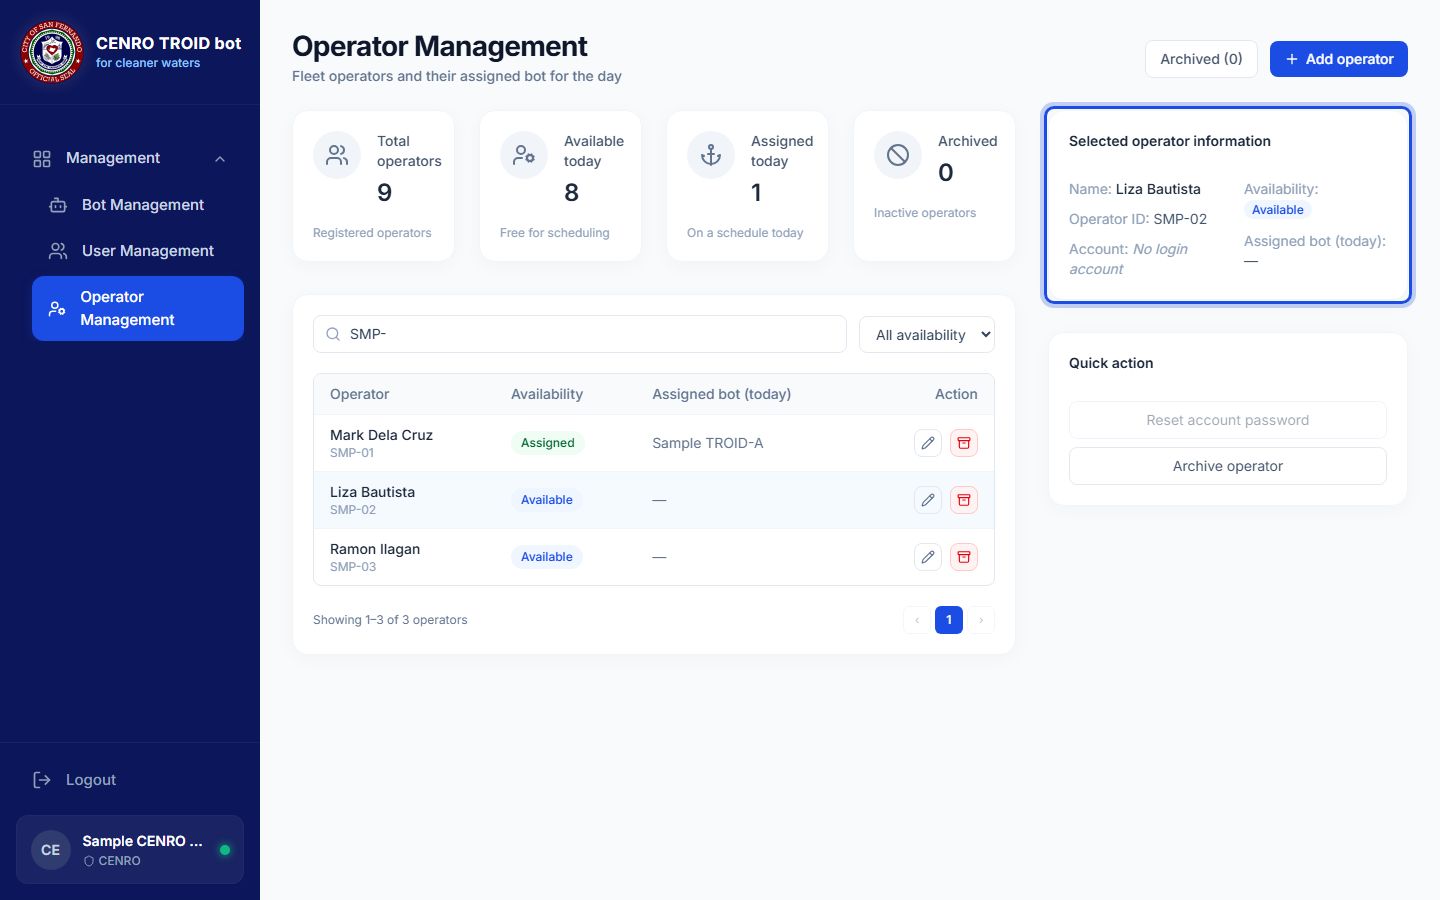 CITY OF SAN FERNANDO
OFFICIAL SEAL
CENRO TROID bot
for cleaner waters
Management
Bot Management
User Management
Operator
Management
Logout
CE
Sample CENRO ...
CENRO
Operator Management
Fleet operators and their assigned bot for the day
Archived (0)
+ Add operator
Total
operators
9
Registered operators
Available
today
8
Free for scheduling
Assigned
today
1
On a schedule today
Archived
0
Inactive operators
SMP-
All availability
Operator Availability Assigned bot (today) Action
Mark Dela Cruz
SMP-01
Assigned
Sample TROID-A
Liza Bautista
SMP-02
Available
—
Ramon Ilagan
SMP-03
Available
—
Showing 1–3 of 3 operators
‹ 1 ›
Selected operator information
Name: Liza Bautista
Operator ID: SMP-02
Account: No login
account
Availability:
Available
Assigned bot (today):
—
Quick action
Reset account password
Archive operator